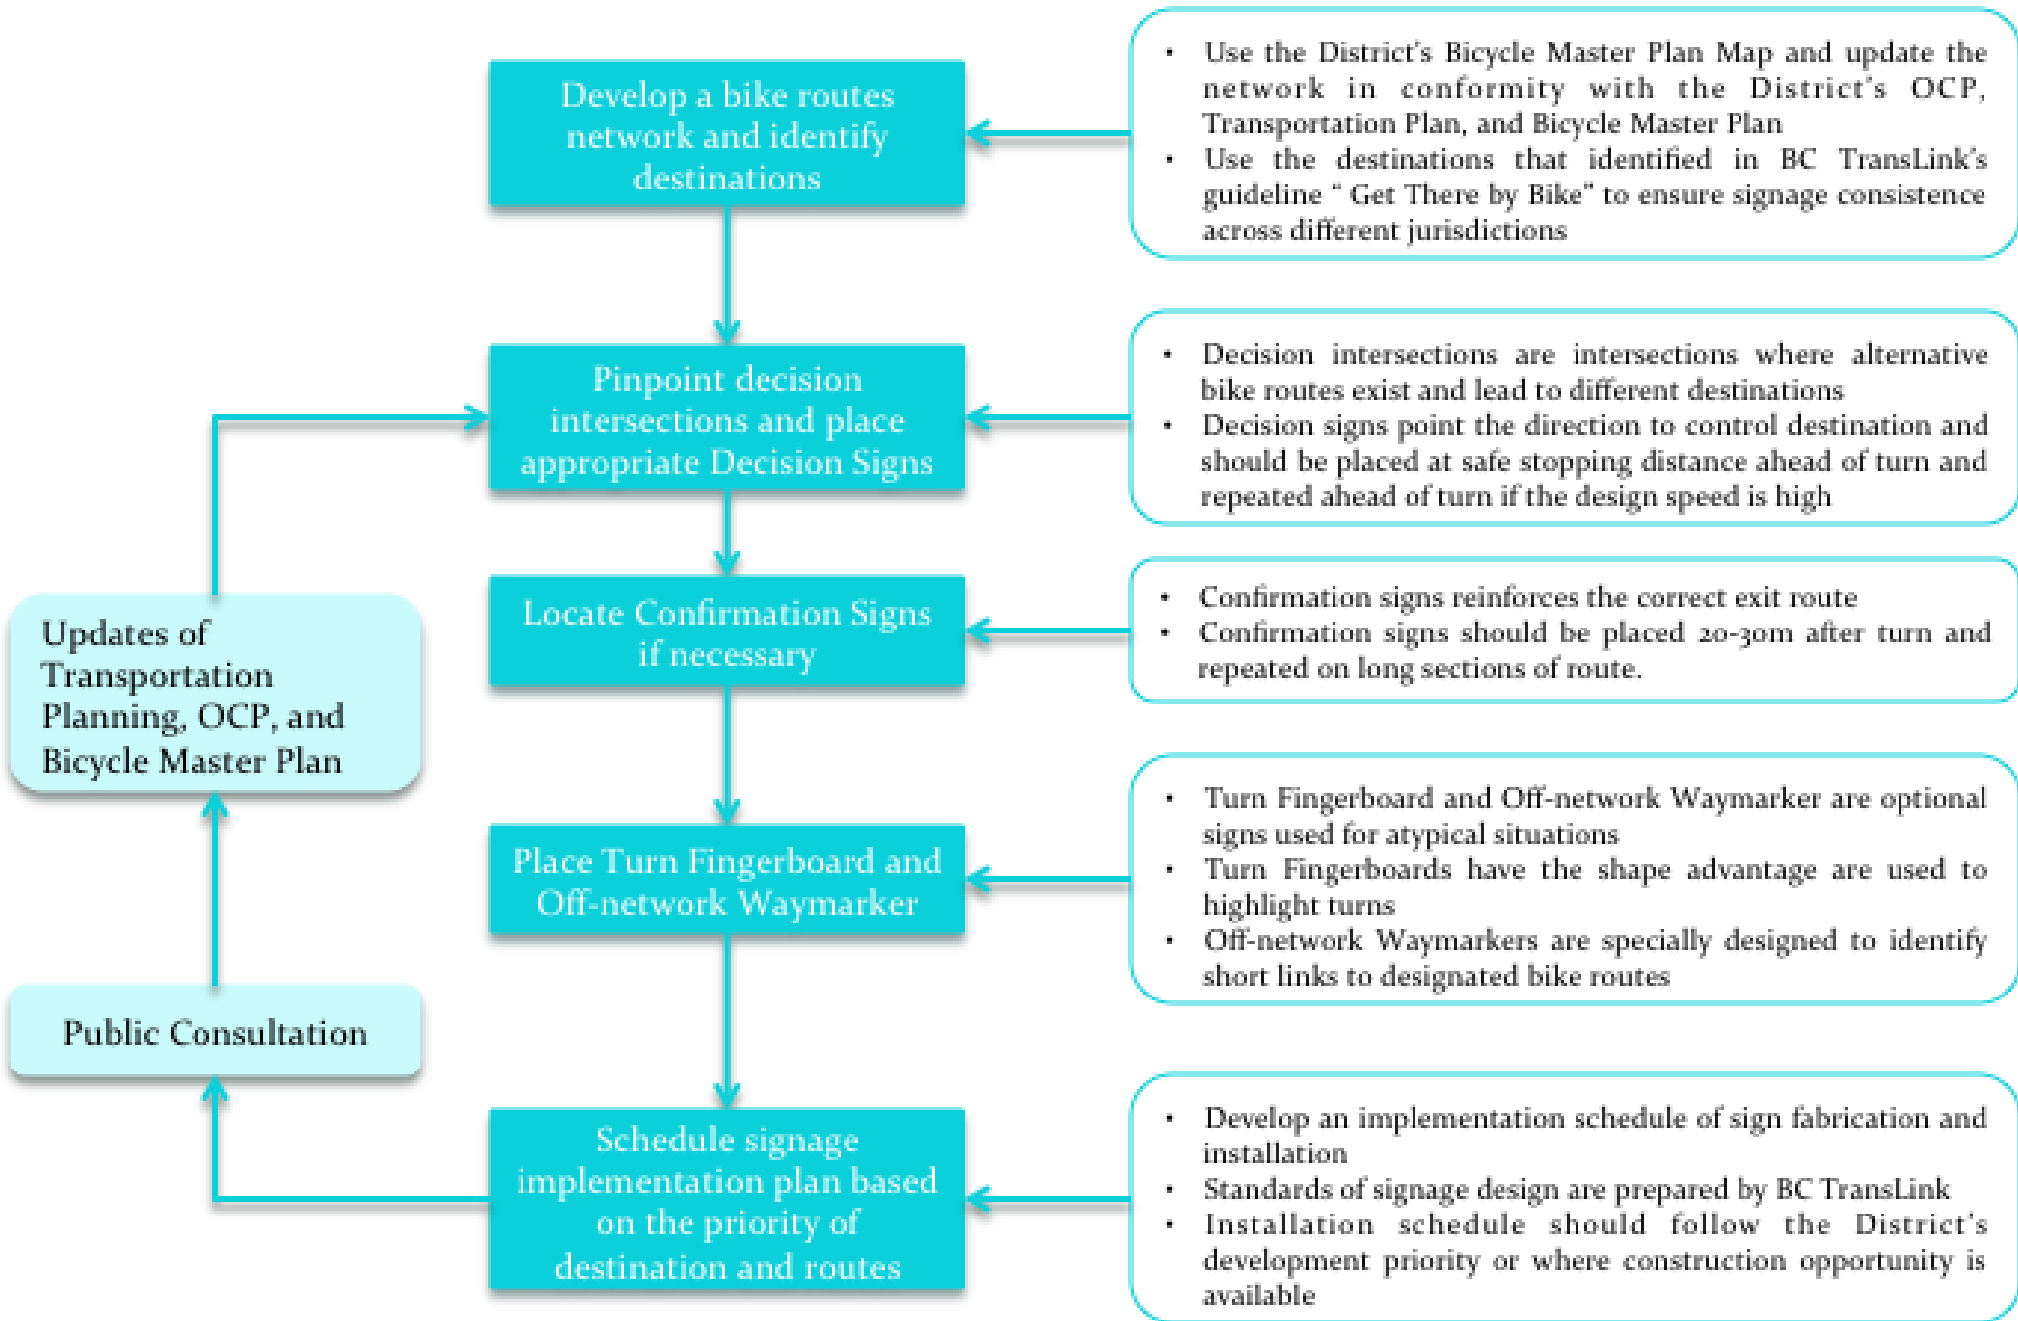 Develop a bike routes
network and identify
destinations
• Use the District's Bicycle Master Plan Map and update the
network in conformity with the District's OCP,
Transportation Plan, and Bicycle Master Plan
• Use the destinations that identified in BC TransLink's
guideline “ Get There by Bike” to ensure signage consistence
across different jurisdictions
Pinpoint decision
intersections and place
appropriate Decision Signs
• Decision intersections are intersections where alternative
bike routes exist and lead to different destinations
• Decision signs point the direction to control destination and
should be placed at safe stopping distance ahead of turn and
repeated ahead of turn if the design speed is high
Locate Confirmation Signs
if necessary
• Confirmation signs reinforces the correct exit route
• Confirmation signs should be placed 20-30m after turn and
repeated on long sections of route.
Updates of
Transportation
Planning, OCP, and
Bicycle Master Plan
Place Turn Fingerboard and
Off-network Waymarker
• Turn Fingerboard and Off-network Waymarker are optional
signs used for atypical situations
• Turn Fingerboards have the shape advantage are used to
highlight turns
• Off-network Waymarkers are specially designed to identify
short links to designated bike routes
Public Consultation
Schedule signage
implementation plan based
on the priority of
destination and routes
• Develop an implementation schedule of sign fabrication and
installation
• Standards of signage design are prepared by BC TransLink
• Installation schedule should follow the District's
development priority or where construction opportunity is
available